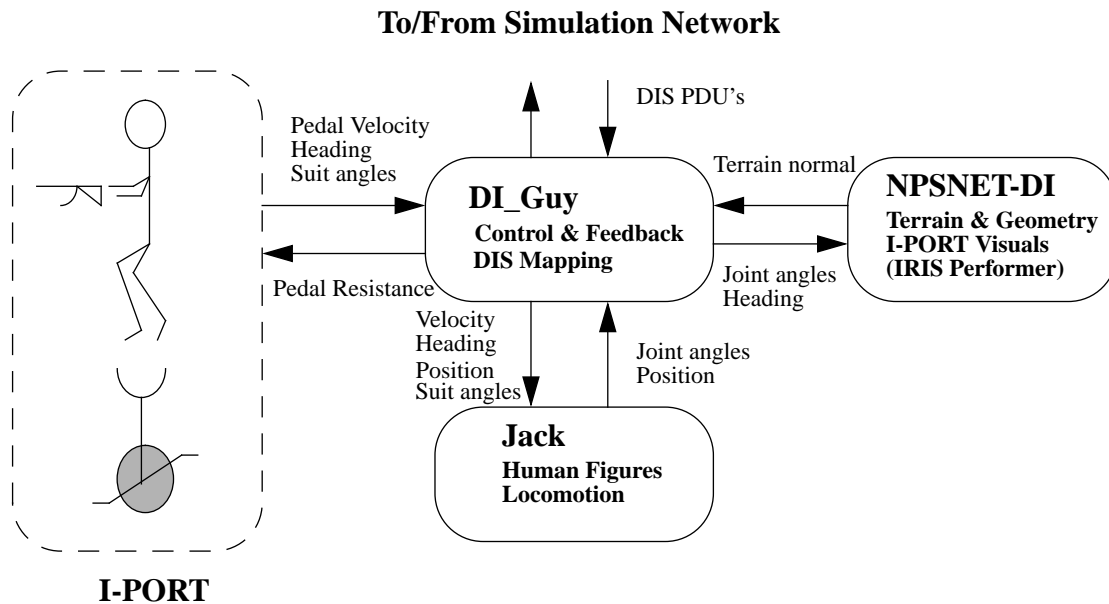 To/From Simulation Network
DIS PDU's
Pedal Velocity
Heading
Suit angles
Terrain normal
NPSNET-DI
Terrain & Geometry
I-PORT Visuals
(IRIS Performer)
DI_Guy
Control & Feedback
DIS Mapping
Pedal Resistance
Joint angles
Heading
Velocity
Heading
Position
Suit angles
Joint angles
Position
Jack
Human Figures
Locomotion
I-PORT